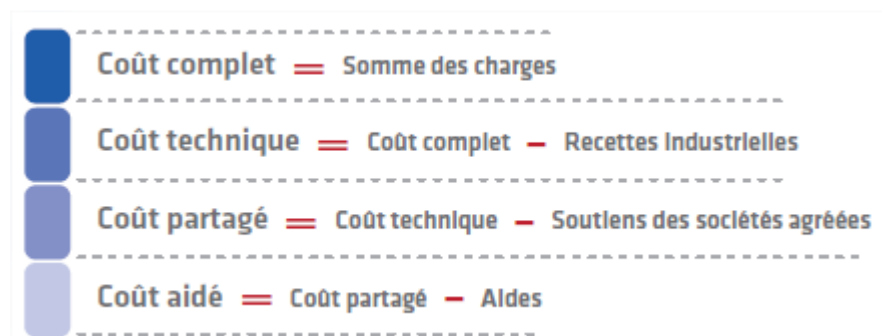 Coût complet = Somme des charges
Coût technique = Coût complet – Recettes Industrielles
Coût partagé = Coût technique – Soutiens des sociétés agréées
Coût aidé = Coût partagé – Aides